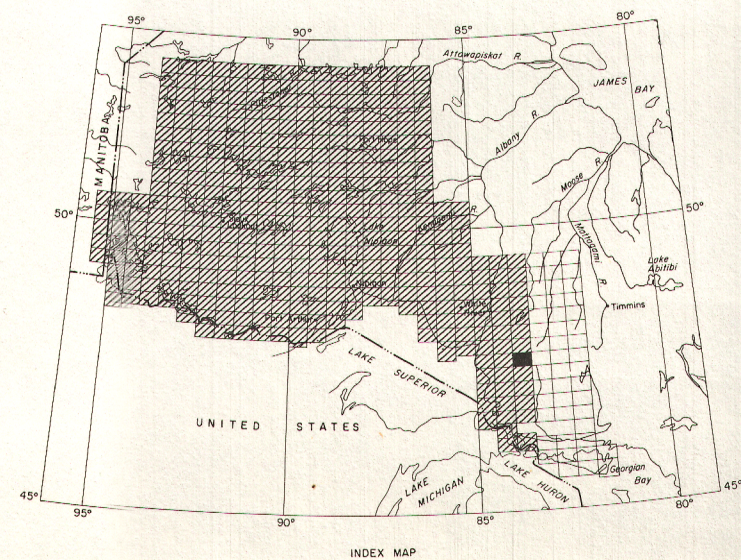 95°
90°
85°
80°
Attawapiskat R.
JAMES
BAY
Albany R.
MANITOBA
Moose R.
50°
50°
Lake
Nipigon
Kenogami R.
Mattagami R.
Lake
Abitibi
Nipigon
White
River
Timmins
Port Arthur
LAKE SUPERIOR
UNITED STATES
LAKE
MICHIGAN
LAKE HURON
Georgian
Bay
45°
45°
95°
90°
85°
80°
INDEX MAP